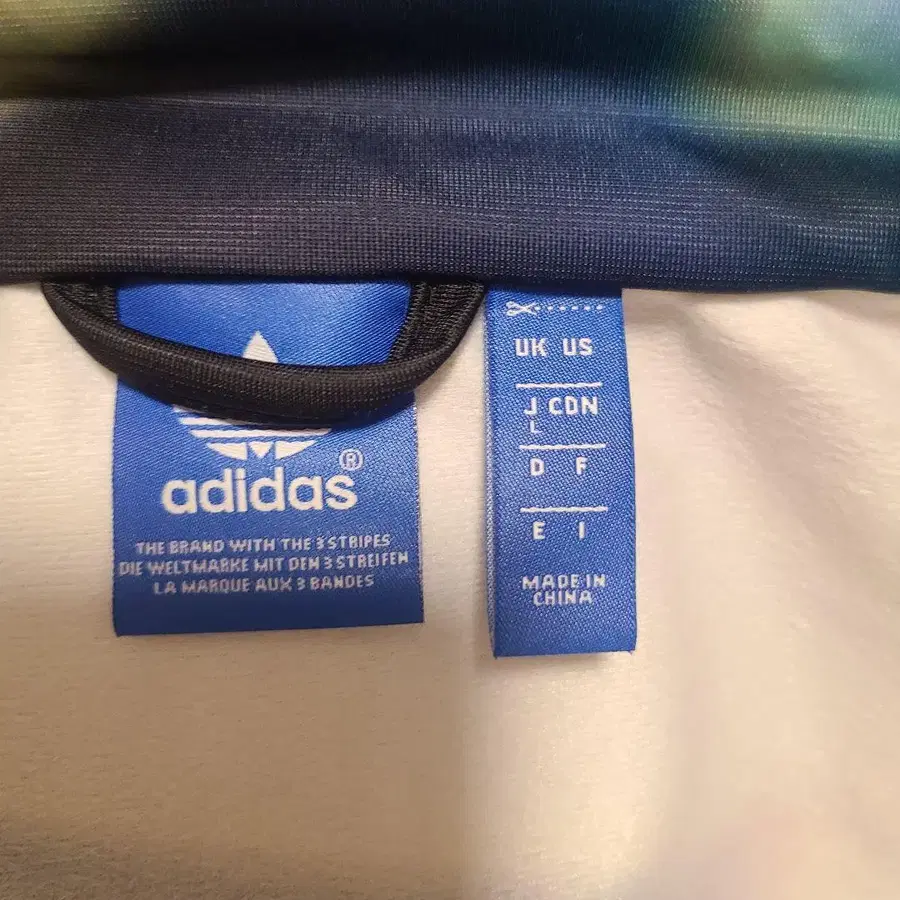 adidas®
THE BRAND WITH THE 3 STRIPES
DIE WELTMARKE MIT DEN 3 STREIFEN
LA MARQUE AUX 3 BANDES
UK US
J CDN
L
D F
E I
MADE IN
CHINA